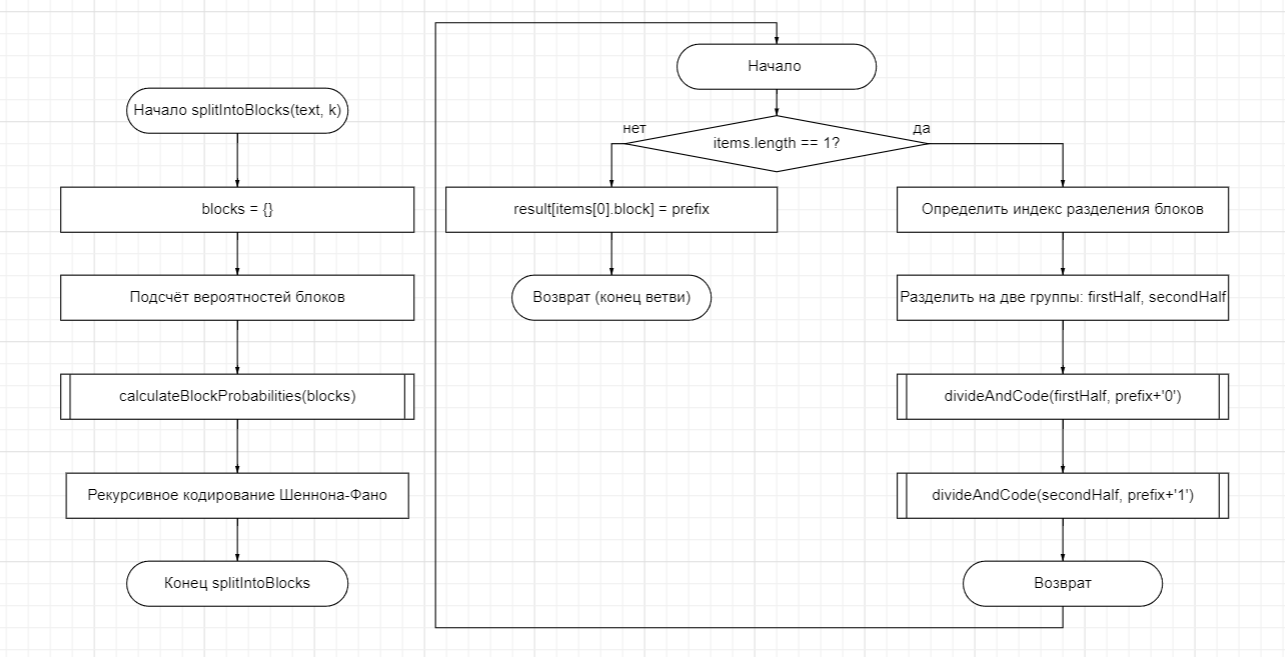 Начало splitIntoBlocks(text, k)
blocks = {}
Подсчёт вероятностей блоков
calculateBlockProbabilities(blocks)
Рекурсивное кодирование Шеннона-Фано
Конец splitIntoBlocks
Начало
items.length == 1?
нет
да
result[items[0].block] = prefix
Возврат (конец ветви)
Определить индекс разделения блоков
Разделить на две группы: firstHalf, secondHalf
divideAndCode(firstHalf, prefix+'0')
divideAndCode(secondHalf, prefix+'1')
Возврат